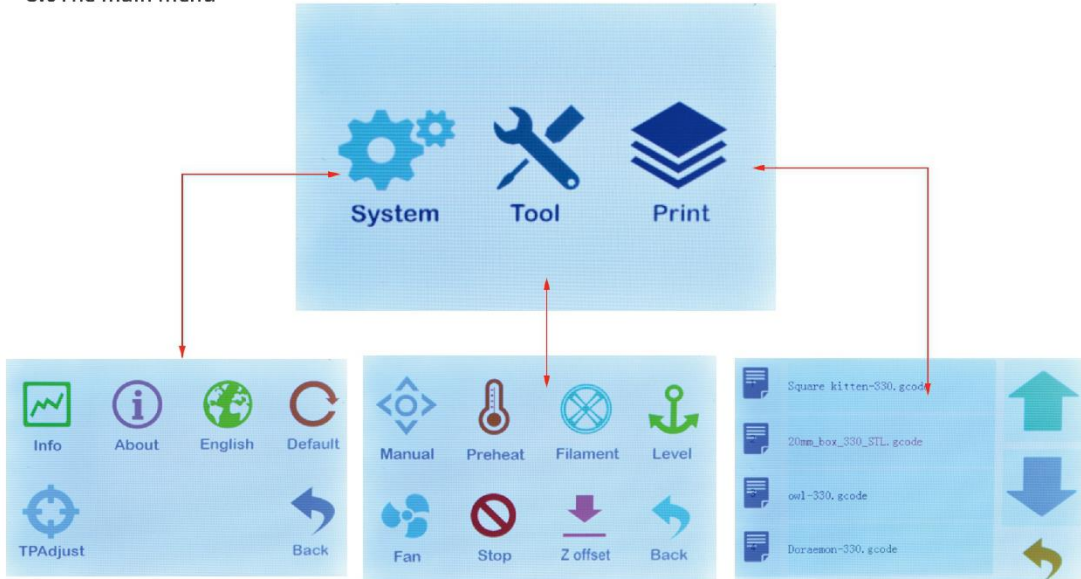 System Tool Print
Info About English Default
TPAdjust Back
Manual Preheat Filament Level
Fan Stop Z offset Back
Square kitten-330.gcode
20mm_box_330_STL.gcode
owl-330.gcode
Doraemon-330.gcode